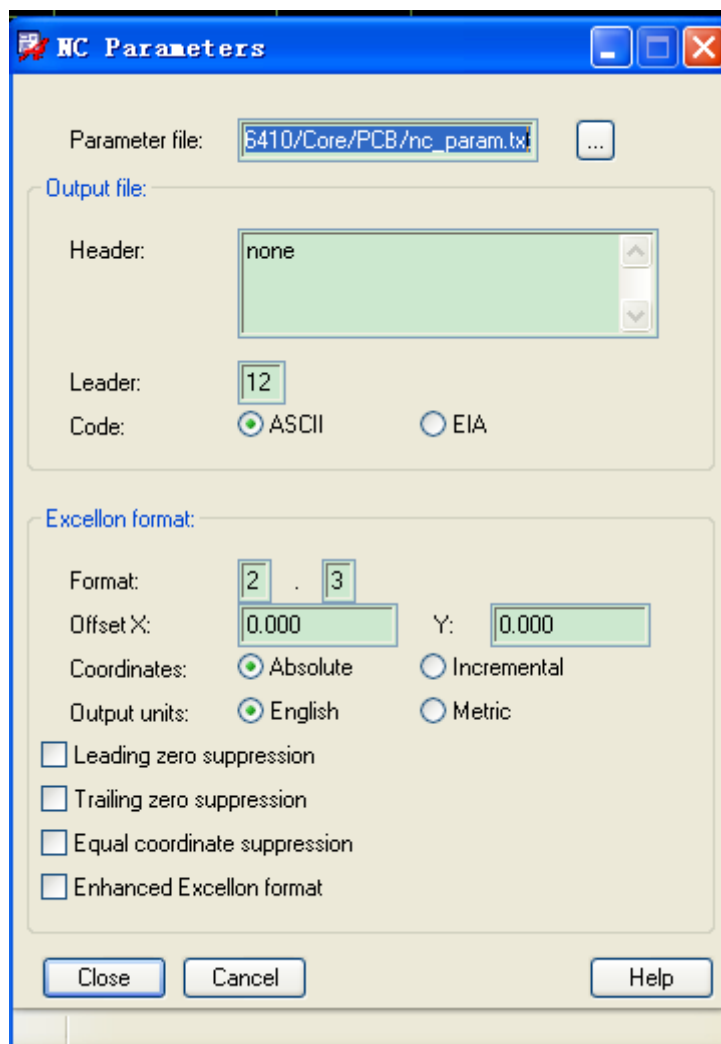 NC Parameters
Parameter file: 6410/Core/PCB/nc_param.txt ...
Output file:
Header: none
Leader: 12
Code: ASCII EIA
Excellon format:
Format: 2 . 3
Offset X: 0.000 Y: 0.000
Coordinates: Absolute Incremental
Output units: English Metric
Leading zero suppression
Trailing zero suppression
Equal coordinate suppression
Enhanced Excellon format
Close Cancel Help